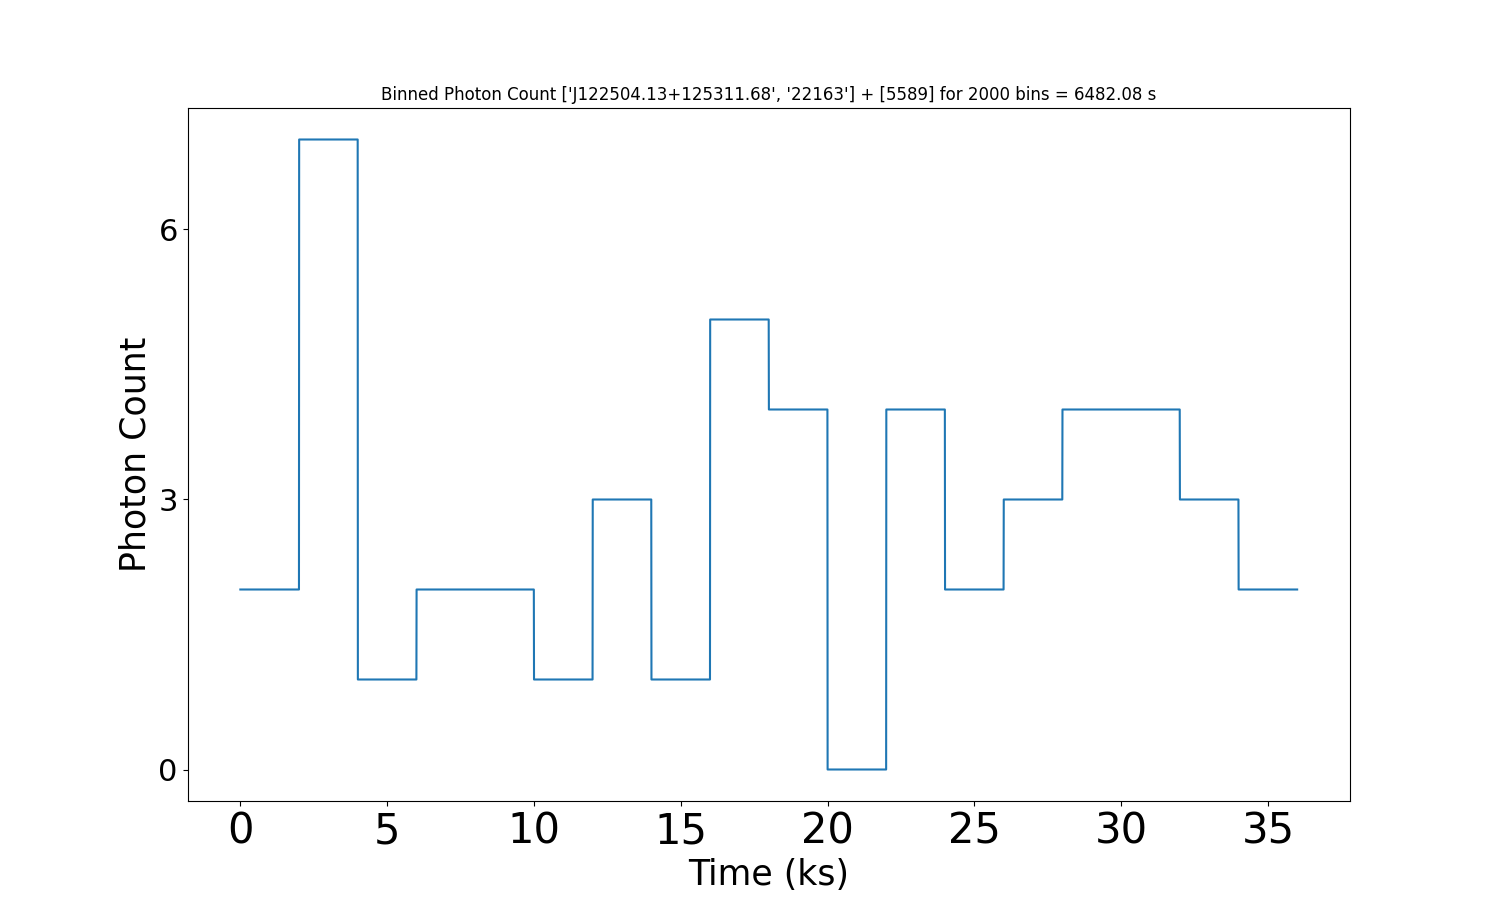 Binned Photon Count ['J122504.13+125311.68', '22163'] + [5589] for 2000 bins = 6482.08 s
6
3
0
Photon Count
0 5 10 15 20 25 30 35
Time (ks)